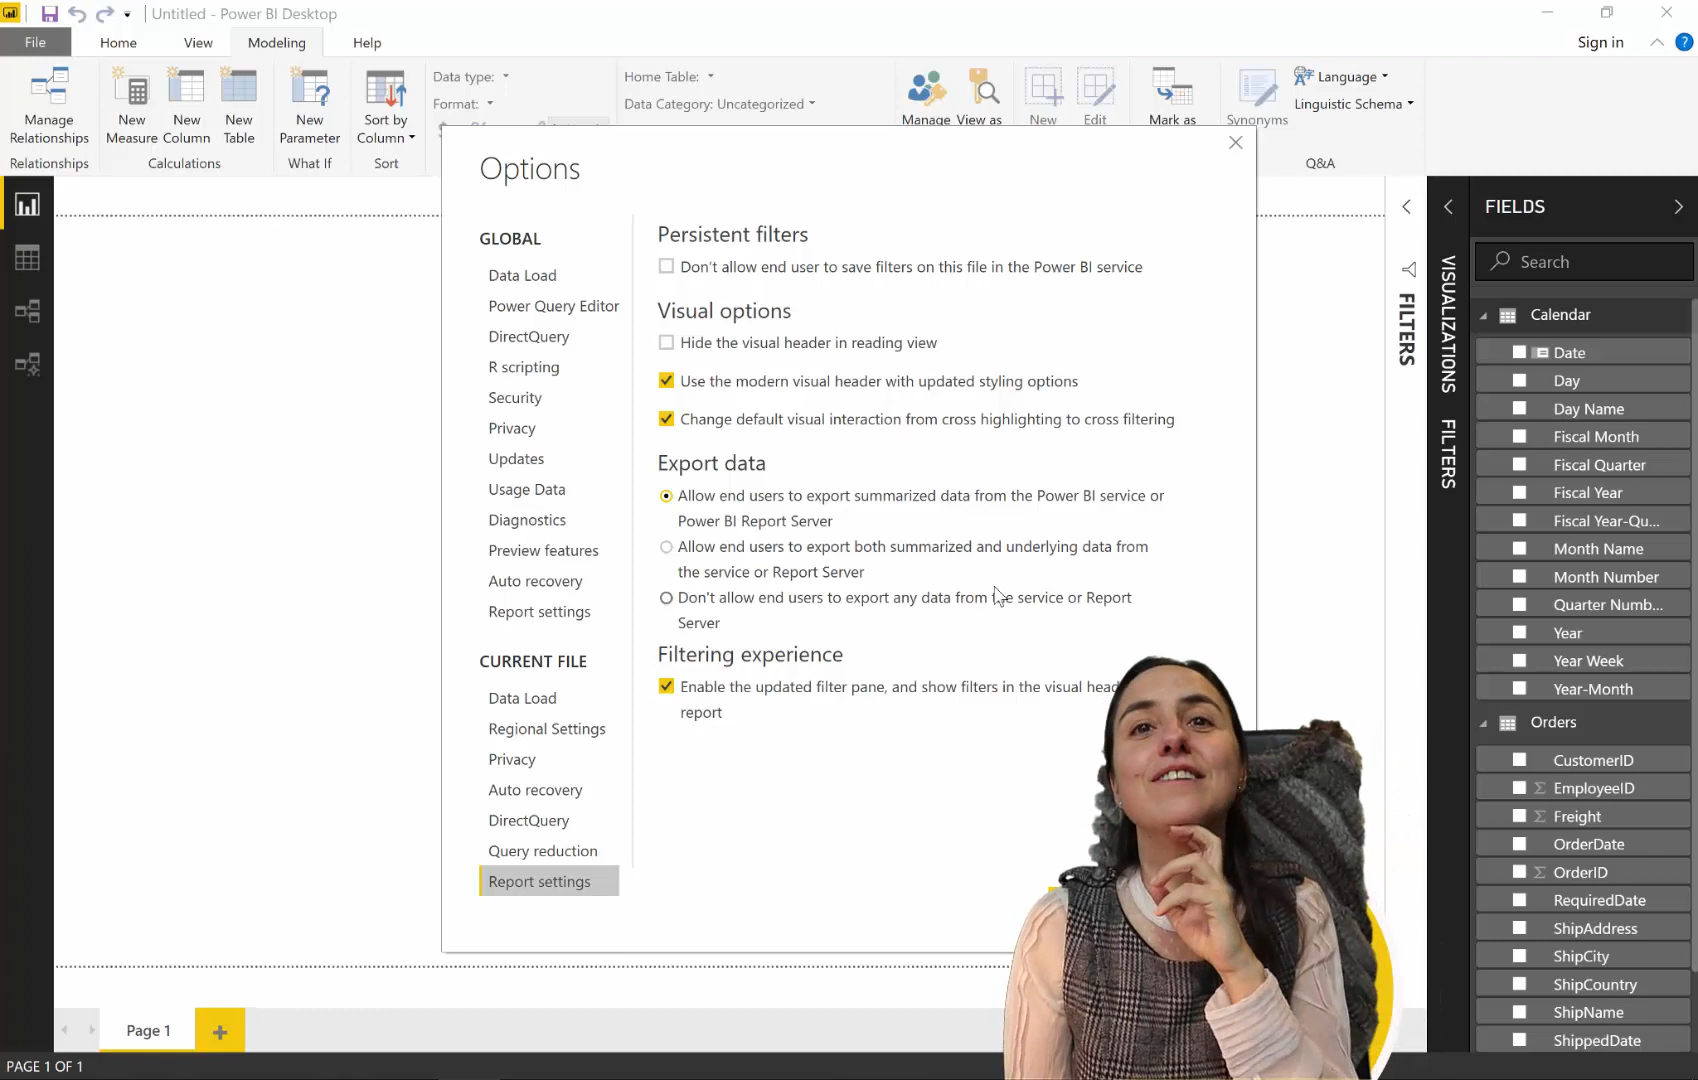 Untitled - Power BI Desktop
File
Home
View
Modeling
Help
Sign in
Manage
Relationships
Relationships
New
Measure
New
Column
New
Table
Calculations
New
Parameter
What If
Sort by
Column
Sort
Data type:
Format:
Home Table:
Data Category: Uncategorized
Manage
View as
New
Edit
Mark as
Synonyms
Language
Linguistic Schema
Q&A
Options
GLOBAL
Data Load
Power Query Editor
DirectQuery
R scripting
Security
Privacy
Updates
Usage Data
Diagnostics
Preview features
Auto recovery
Report settings
CURRENT FILE
Data Load
Regional Settings
Privacy
Auto recovery
DirectQuery
Query reduction
Report settings
Persistent filters
Don't allow end user to save filters on this file in the Power BI service
Visual options
Hide the visual header in reading view
Use the modern visual header with updated styling options
Change default visual interaction from cross highlighting to cross filtering
Export data
Allow end users to export summarized data from the Power BI service or
Power BI Report Server
Allow end users to export both summarized and underlying data from
the service or Report Server
Don't allow end users to export any data from the service or Report
Server
Filtering experience
Enable the updated filter pane, and show filters in the visual head
report
FILTERS
VISUALIZATIONS
FILTERS
FIELDS
Search
Calendar
Date
Day
Day Name
Fiscal Month
Fiscal Quarter
Fiscal Year
Fiscal Year-Qu...
Month Name
Month Number
Quarter Numb...
Year
Year Week
Year-Month
Orders
CustomerID
EmployeeID
Freight
OrderDate
OrderID
RequiredDate
ShipAddress
ShipCity
ShipCountry
ShipName
ShippedDate
Page 1
PAGE 1 OF 1